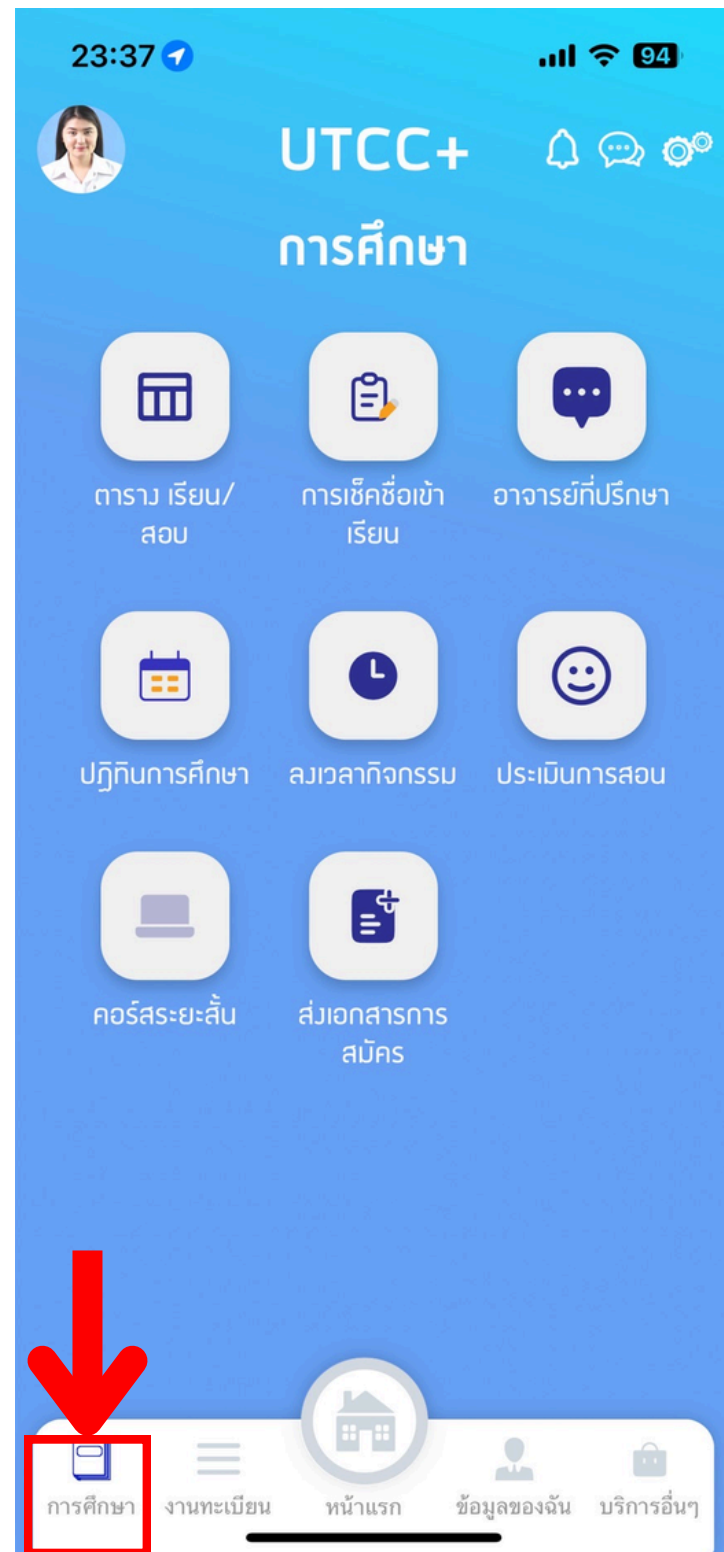 23:37
94
UTCC+
การศึกษา
ตาราง เรียน/
สอบ
การเช็คชื่อเข้า
เรียน
อาจารย์ที่ปรึกษา
ปฏิทินการศึกษา
ลงเวลากิจกรรม
ประเมินการสอน
คอร์สระยะสั้น
ส่งเอกสารการ
สมัคร
การศึกษา
งานทะเบียน
หน้าแรก
ข้อมูลของฉัน
บริการอื่นๆ